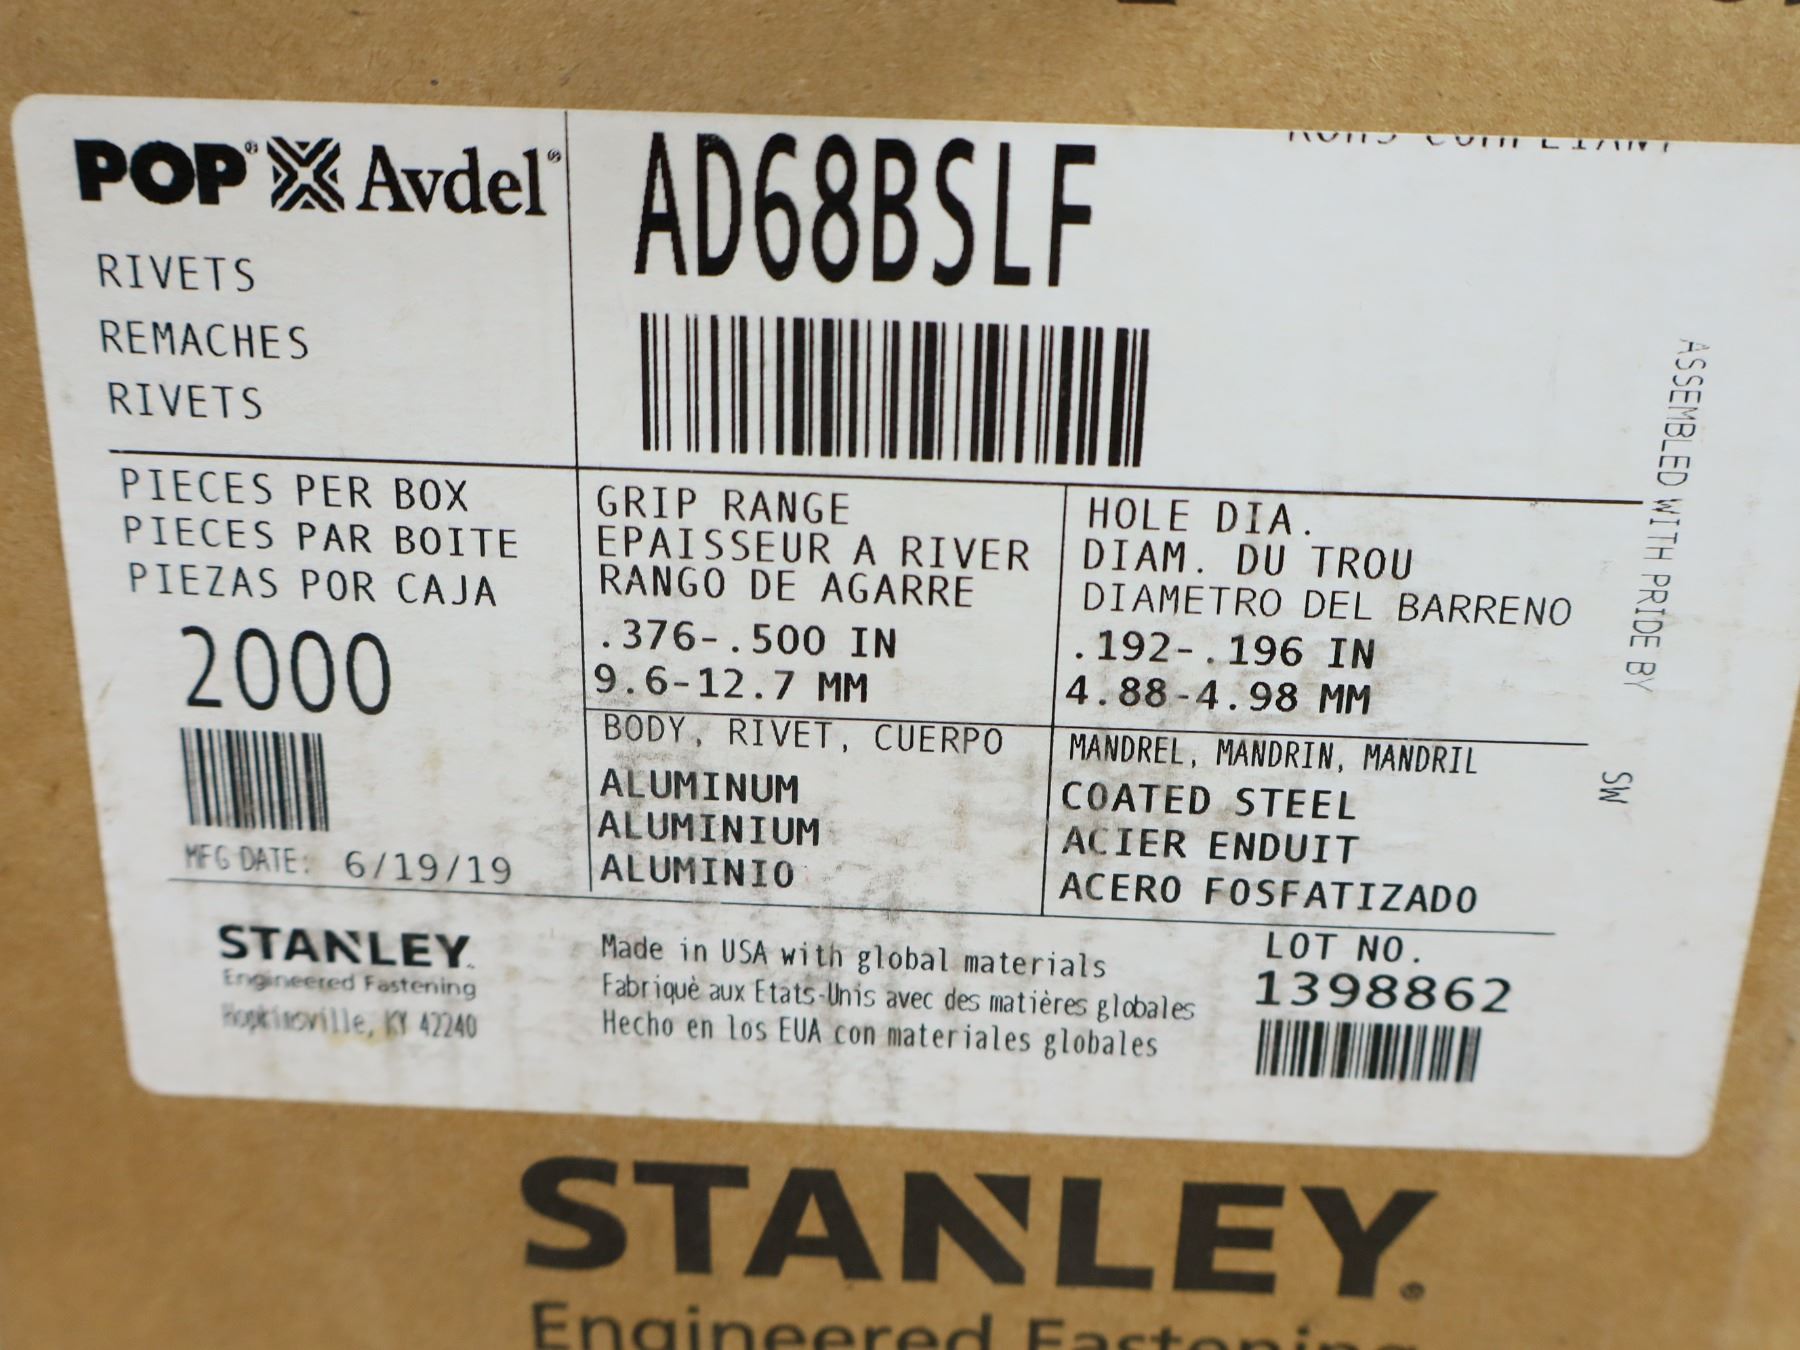 POP® Avdel®
RIVETS
REMACHES
RIVETS
AD68BSLF
RoHS COMPLIANT
PIECES PER BOX
PIECES PAR BOITE
PIEZAS POR CAJA
2000
MFG DATE: 6/19/19
GRIP RANGE
EPAISSEUR A RIVER
RANGO DE AGARRE
.376-.500 IN
9.6-12.7 MM
HOLE DIA.
DIAM. DU TROU
DIAMETRO DEL BARRENO
.192-.196 IN
4.88-4.98 MM
BODY, RIVET, CUERPO
ALUMINUM
ALUMINIUM
ALUMINIO
MANDREL, MANDRIN, MANDRIL
COATED STEEL
ACIER ENDUIT
ACERO FOSFATIZADO
ASSEMBLED WITH PRIDE BY SW
STANLEY
Engineered Fastening
Hopkinsville, KY 42240
Made in USA with global materials
Fabriquè aux Etats-Unis avec des matières globales
Hecho en los EUA con materiales globales
LOT NO.
1398862
STANLEY®
Engineered Fastening